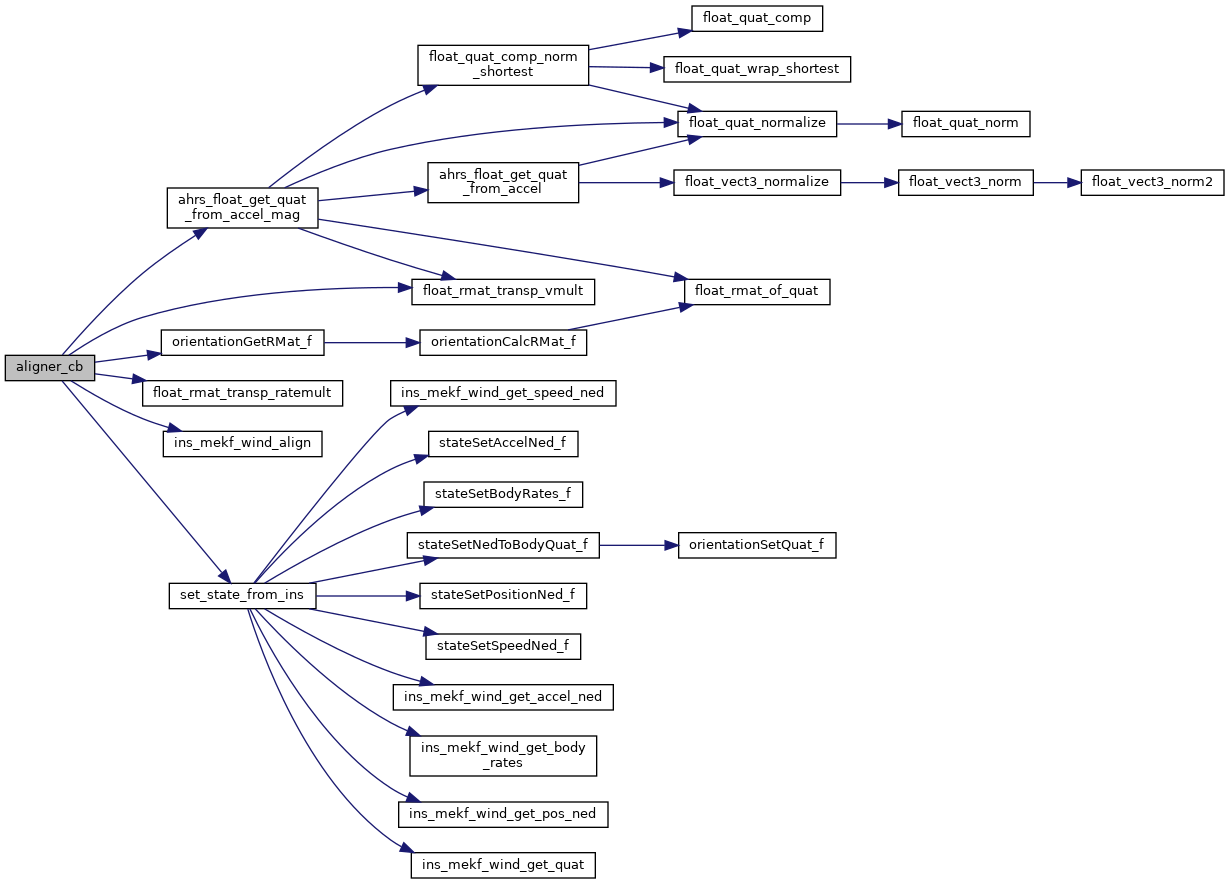 float_quat_comp
float_quat_comp_norm
_shortest
float_quat_wrap_shortest
float_quat_normalize
float_quat_norm
ahrs_float_get_quat
_from_accel
float_vect3_normalize
float_vect3_norm
float_vect3_norm2
ahrs_float_get_quat
_from_accel_mag
float_rmat_transp_vmult
float_rmat_of_quat
orientationGetRMat_f
orientationCalcRMat_f
aligner_cb
float_rmat_transp_ratemult
ins_mekf_wind_get_speed_ned
ins_mekf_wind_align
stateSetAccelNed_f
stateSetBodyRates_f
stateSetNedToBodyQuat_f
orientationSetQuat_f
set_state_from_ins
stateSetPositionNed_f
stateSetSpeedNed_f
ins_mekf_wind_get_accel_ned
ins_mekf_wind_get_body
_rates
ins_mekf_wind_get_pos_ned
ins_mekf_wind_get_quat